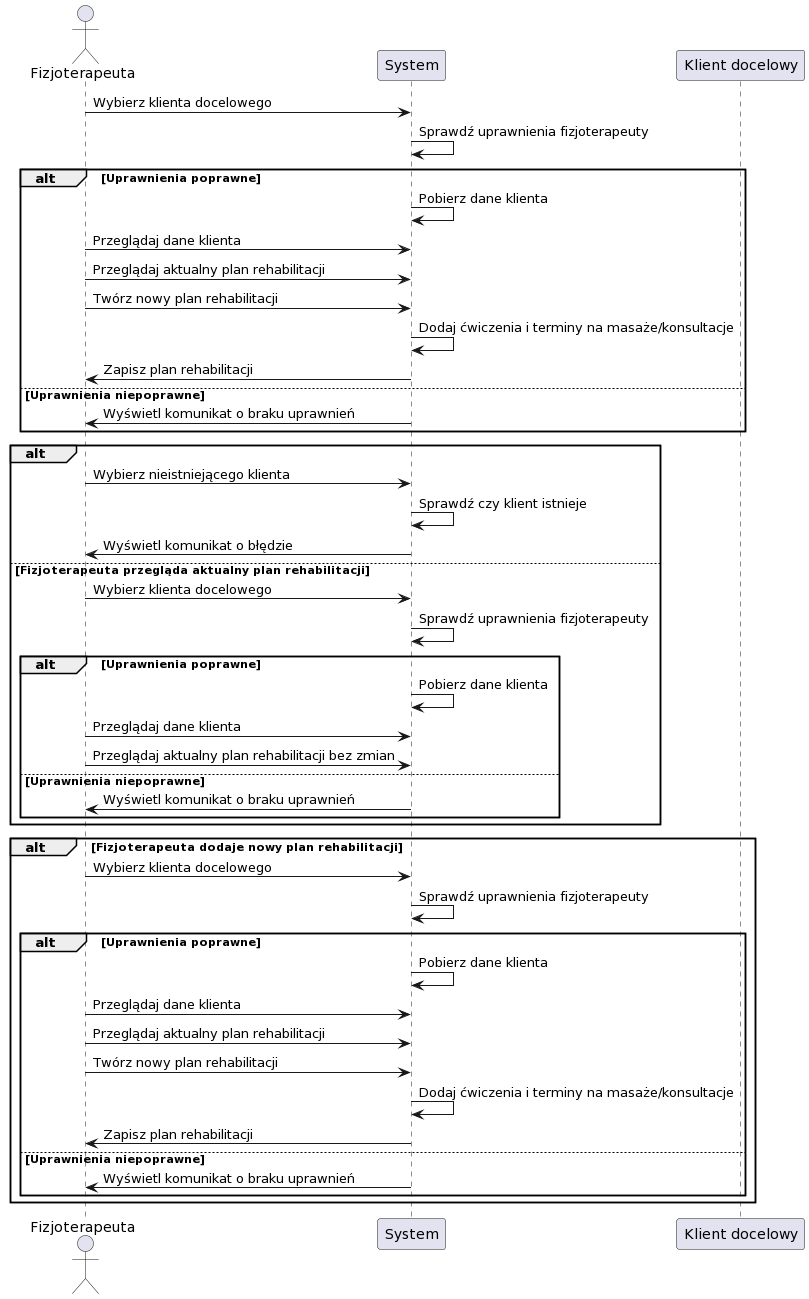 Fizjoterapeuta
System
Klient docelowy
Wybierz klienta docelowego
Sprawdź uprawnienia fizjoterapeuty
alt
[Uprawnienia poprawne]
Pobierz dane klienta
Przeglądaj dane klienta
Przeglądaj aktualny plan rehabilitacji
Twórz nowy plan rehabilitacji
Dodaj ćwiczenia i terminy na masaże/konsultacje
Zapisz plan rehabilitacji
[Uprawnienia niepoprawne]
Wyświetl komunikat o braku uprawnień
alt
Wybierz nieistniejącego klienta
Sprawdź czy klient istnieje
Wyświetl komunikat o błędzie
[Fizjoterapeuta przegląda aktualny plan rehabilitacji]
Wybierz klienta docelowego
Sprawdź uprawnienia fizjoterapeuty
alt
[Uprawnienia poprawne]
Pobierz dane klienta
Przeglądaj dane klienta
Przeglądaj aktualny plan rehabilitacji bez zmian
[Uprawnienia niepoprawne]
Wyświetl komunikat o braku uprawnień
alt
[Fizjoterapeuta dodaje nowy plan rehabilitacji]
Wybierz klienta docelowego
Sprawdź uprawnienia fizjoterapeuty
alt
[Uprawnienia poprawne]
Pobierz dane klienta
Przeglądaj dane klienta
Przeglądaj aktualny plan rehabilitacji
Twórz nowy plan rehabilitacji
Dodaj ćwiczenia i terminy na masaże/konsultacje
Zapisz plan rehabilitacji
[Uprawnienia niepoprawne]
Wyświetl komunikat o braku uprawnień
Fizjoterapeuta
System
Klient docelowy